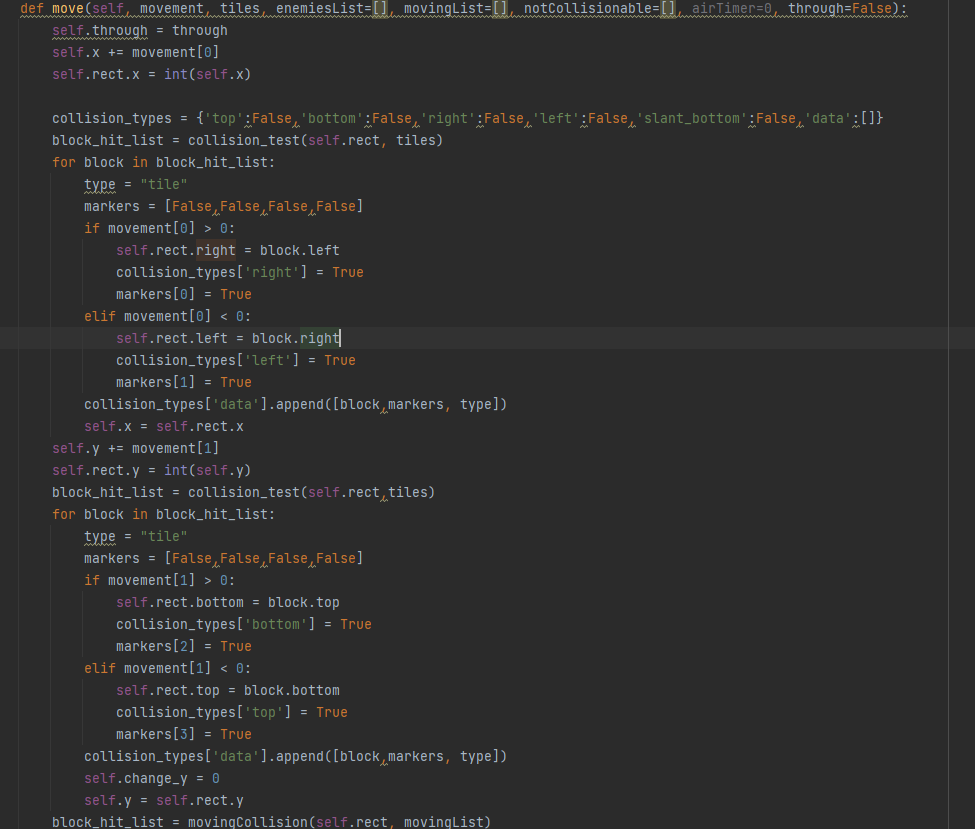 def move(self, movement, tiles, enemiesList=[], movingList=[], notCollisionable=[], airTimer=0, through=False):
    self.through = through
    self.x += movement[0]
    self.rect.x = int(self.x)

    collision_types = {'top':False,'bottom':False,'right':False,'left':False,'slant_bottom':False,'data':[]}
    block_hit_list = collision_test(self.rect, tiles)
    for block in block_hit_list:
        type = "tile"
        markers = [False,False,False,False]
        if movement[0] > 0:
            self.rect.right = block.left
            collision_types['right'] = True
            markers[0] = True
        elif movement[0] < 0:
            self.rect.left = block.right
            collision_types['left'] = True
            markers[1] = True
        collision_types['data'].append([block,markers, type])
        self.x = self.rect.x
    self.y += movement[1]
    self.rect.y = int(self.y)
    block_hit_list = collision_test(self.rect,tiles)
    for block in block_hit_list:
        type = "tile"
        markers = [False,False,False,False]
        if movement[1] > 0:
            self.rect.bottom = block.top
            collision_types['bottom'] = True
            markers[2] = True
        elif movement[1] < 0:
            self.rect.top = block.bottom
            collision_types['top'] = True
            markers[3] = True
        collision_types['data'].append([block,markers, type])
        self.change_y = 0
        self.y = self.rect.y
    block_hit_list = movingCollision(self.rect, movingList)